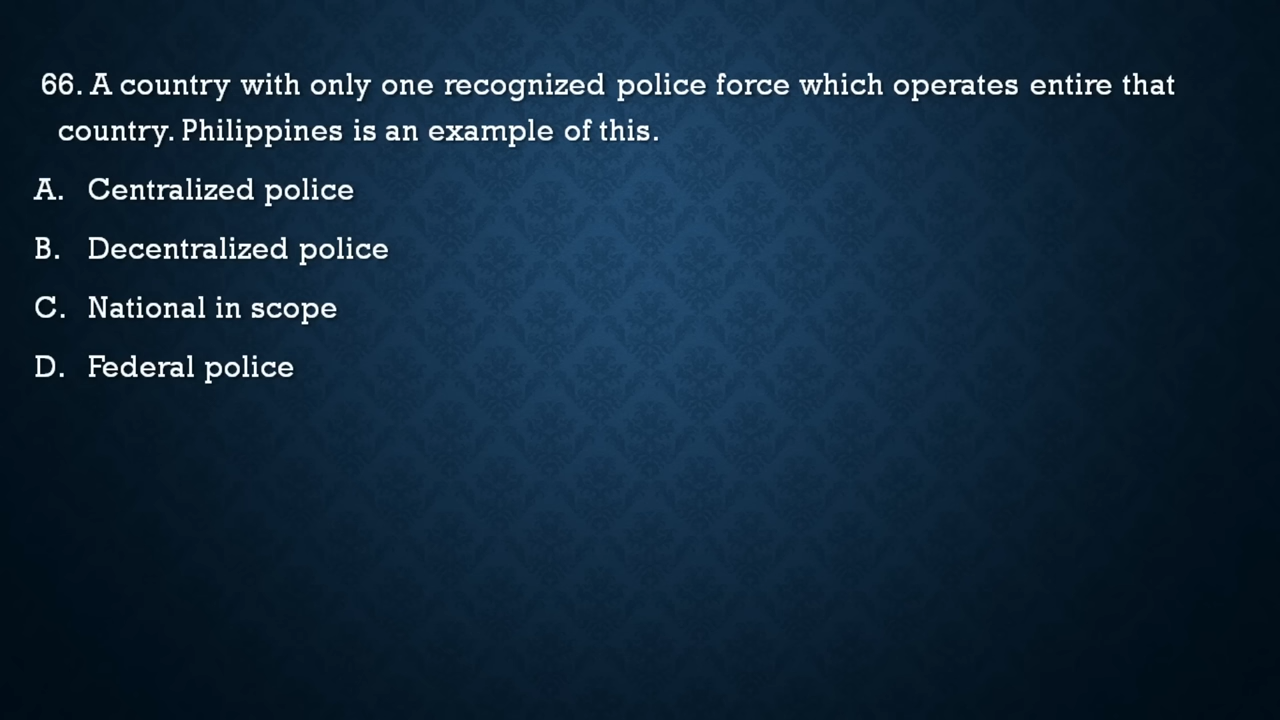 66. A country with only one recognized police force which operates entire that
country. Philippines is an example of this.
A. Centralized police
B. Decentralized police
C. National in scope
D. Federal police